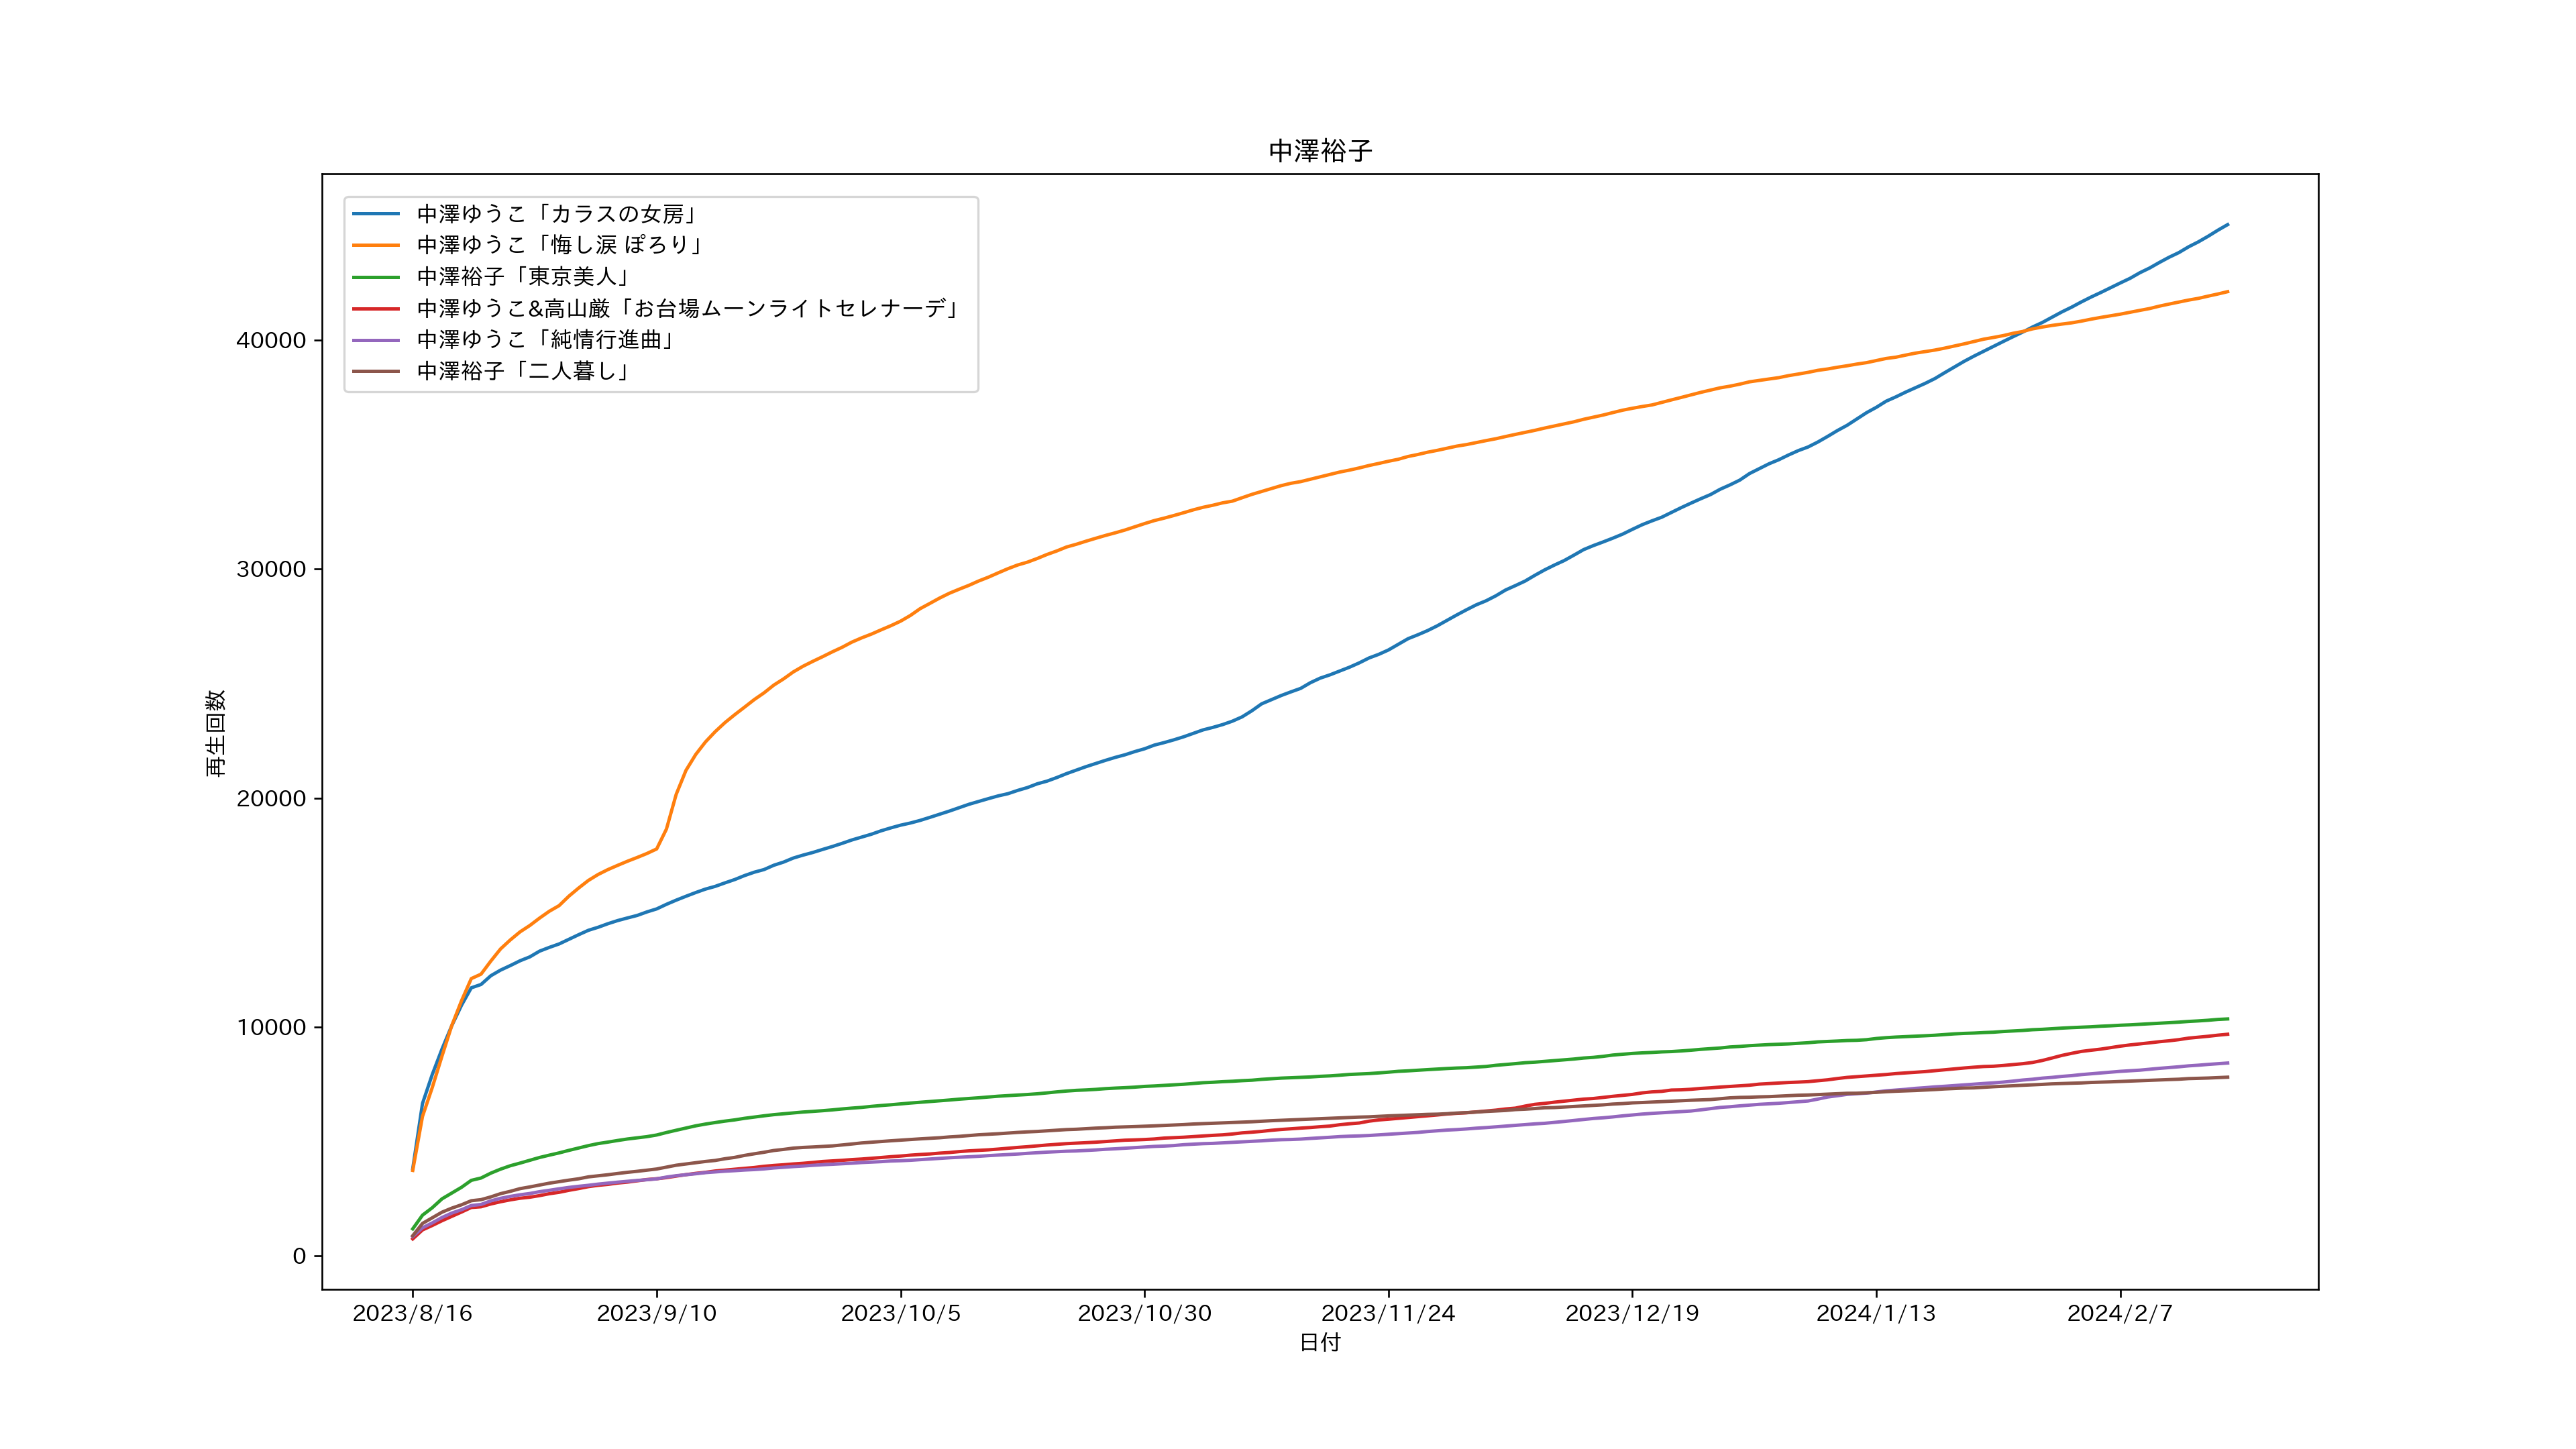 中澤裕子
中澤ゆうこ「カラスの女房」
中澤ゆうこ「悔し涙 ぽろり」
中澤裕子「東京美人」
中澤ゆうこ&高山厳「お台場ムーンライトセレナーデ」
中澤ゆうこ「純情行進曲」
中澤裕子「二人暮し」
再生回数
40000
30000
20000
10000
0
2023/8/16 2023/9/10 2023/10/5 2023/10/30 2023/11/24 2023/12/19 2024/1/13 2024/2/7
日付